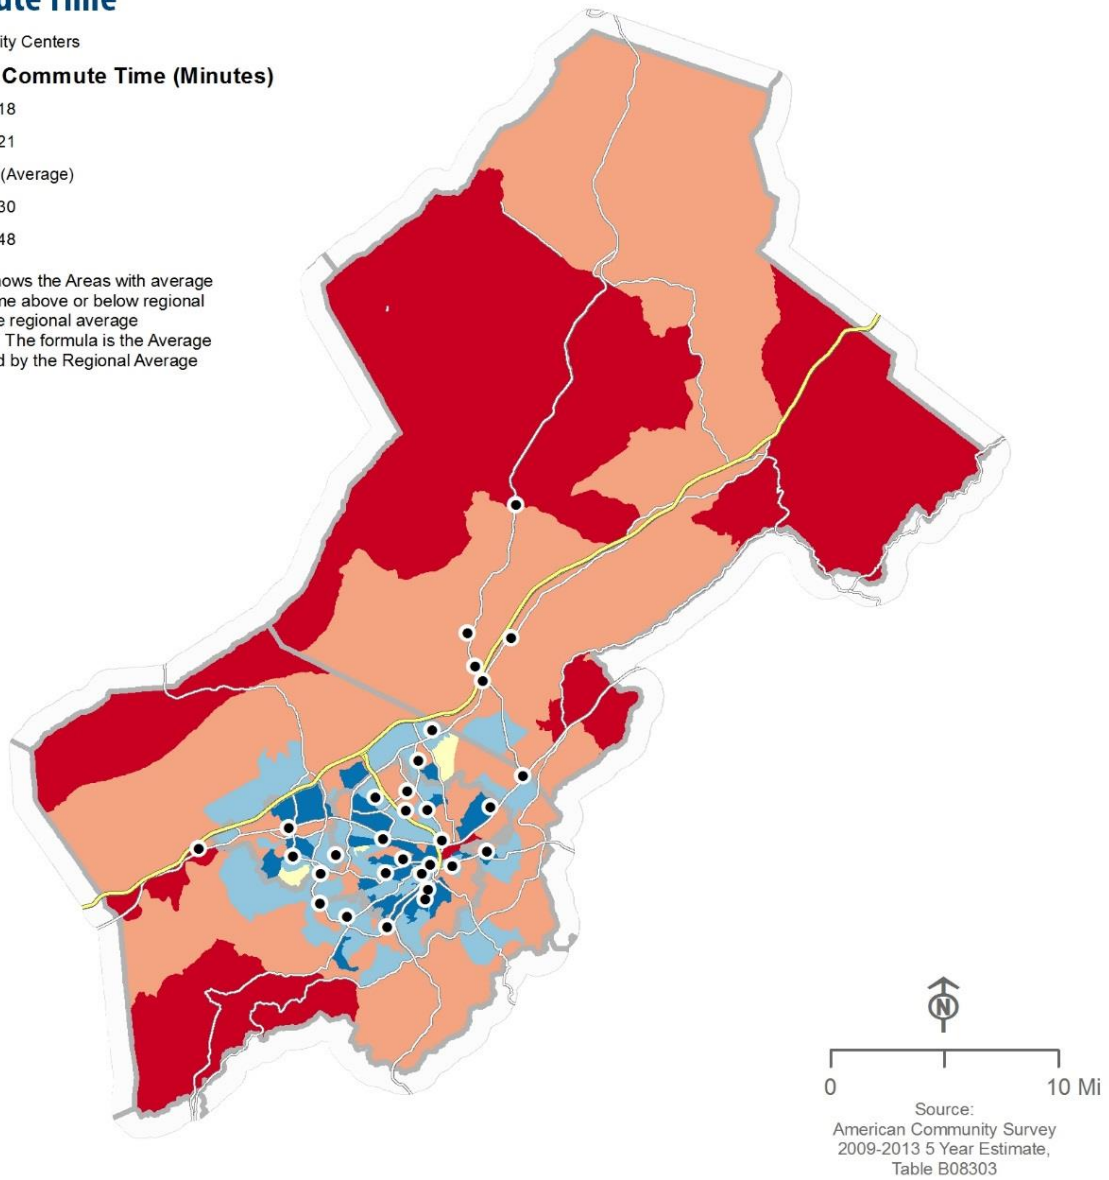 ute Time
ity Centers
Commute Time (Minutes)
18
21
(Average)
30
48
ows the Areas with average
me above or below regional
e regional average
The formula is the Average
d by the Regional Average
N
0 10 Mi
Source:
American Community Survey
2009-2013 5 Year Estimate,
Table B08303